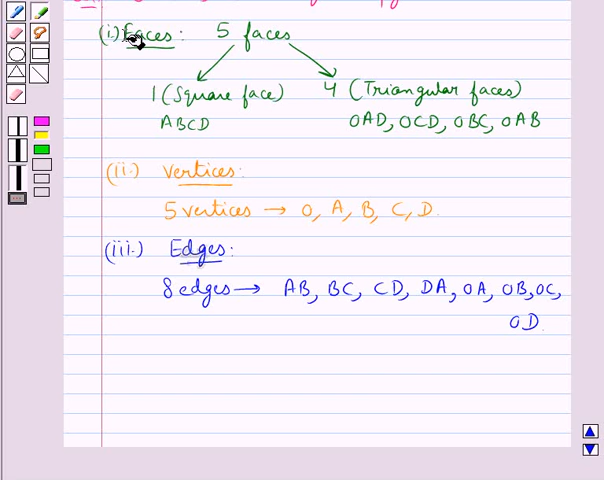 (i) Faces: 5 faces
1 (Square face) 4 (Triangular faces)
ABCD OAD, OCD, OBC, OAB
(ii.) Vertices:
5 vertices → O, A, B, C, D.
(iii.) Edges:
8 edges → AB, BC, CD, DA, OA, OB, OC,
OD.